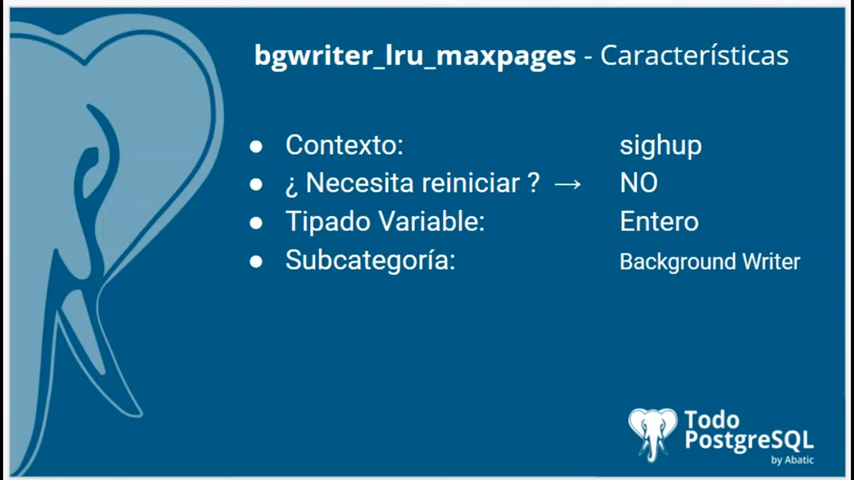 bgwriter_lru_maxpages - Características
● Contexto: sighup
● ¿ Necesita reiniciar ? → NO
● Tipado Variable: Entero
● Subcategoría: Background Writer
Todo
PostgreSQL
by Abatic